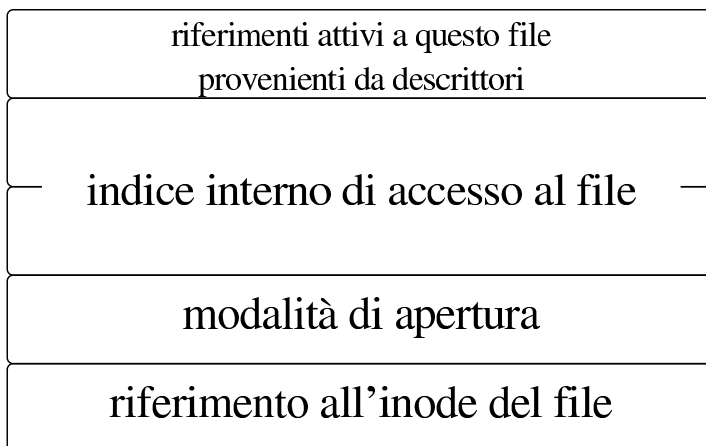 riferimenti attivi a questo file
provenienti da descrittori
indice interno di accesso al file
modalità di apertura
riferimento all’inode del file